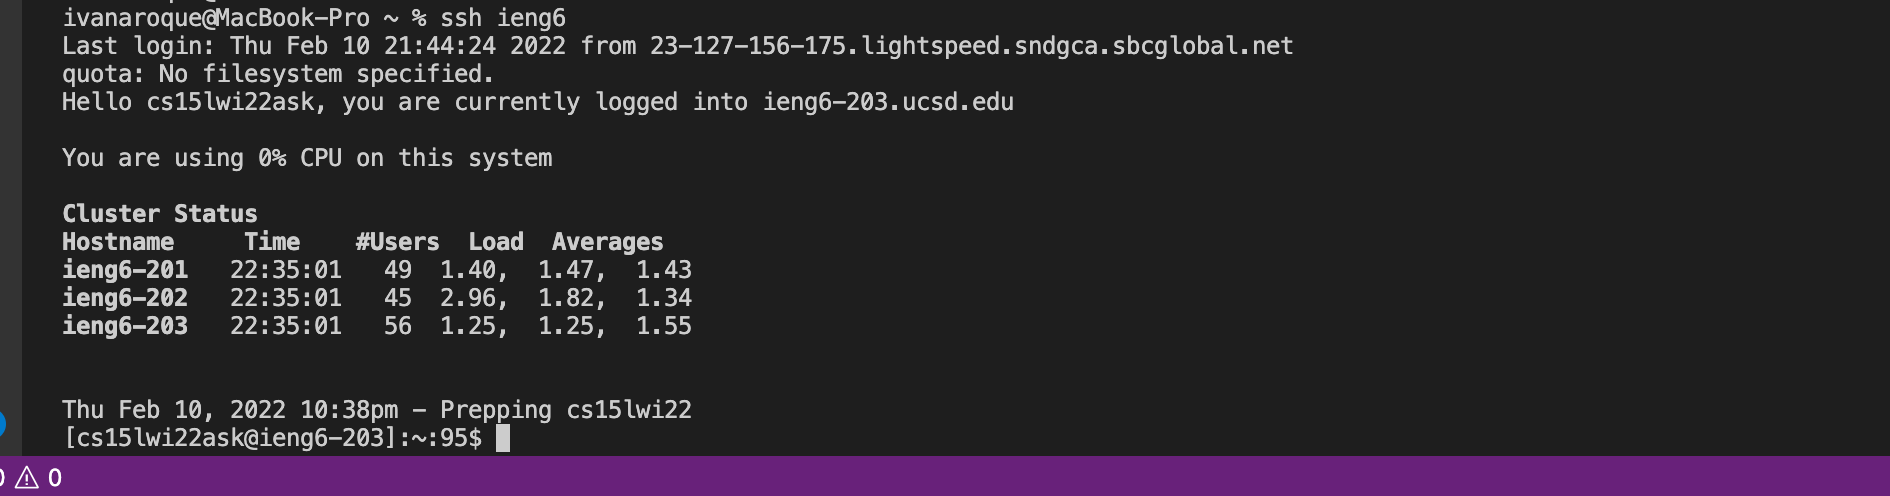 ivanaroque@MacBook-Pro ~ % ssh ieng6
Last login: Thu Feb 10 21:44:24 2022 from 23-127-156-175.lightspeed.sndgca.sbcglobal.net
quota: No filesystem specified.
Hello cs15lwi22ask, you are currently logged into ieng6-203.ucsd.edu
You are using 0% CPU on this system
Cluster Status
Hostname     Time    #Users  Load  Averages
ieng6-201   22:35:01   49  1.40,  1.47,  1.43
ieng6-202   22:35:01   45  2.96,  1.82,  1.34
ieng6-203   22:35:01   56  1.25,  1.25,  1.55
Thu Feb 10, 2022 10:38pm - Prepping cs15lwi22
[cs15lwi22ask@ieng6-203]:~:95$
0